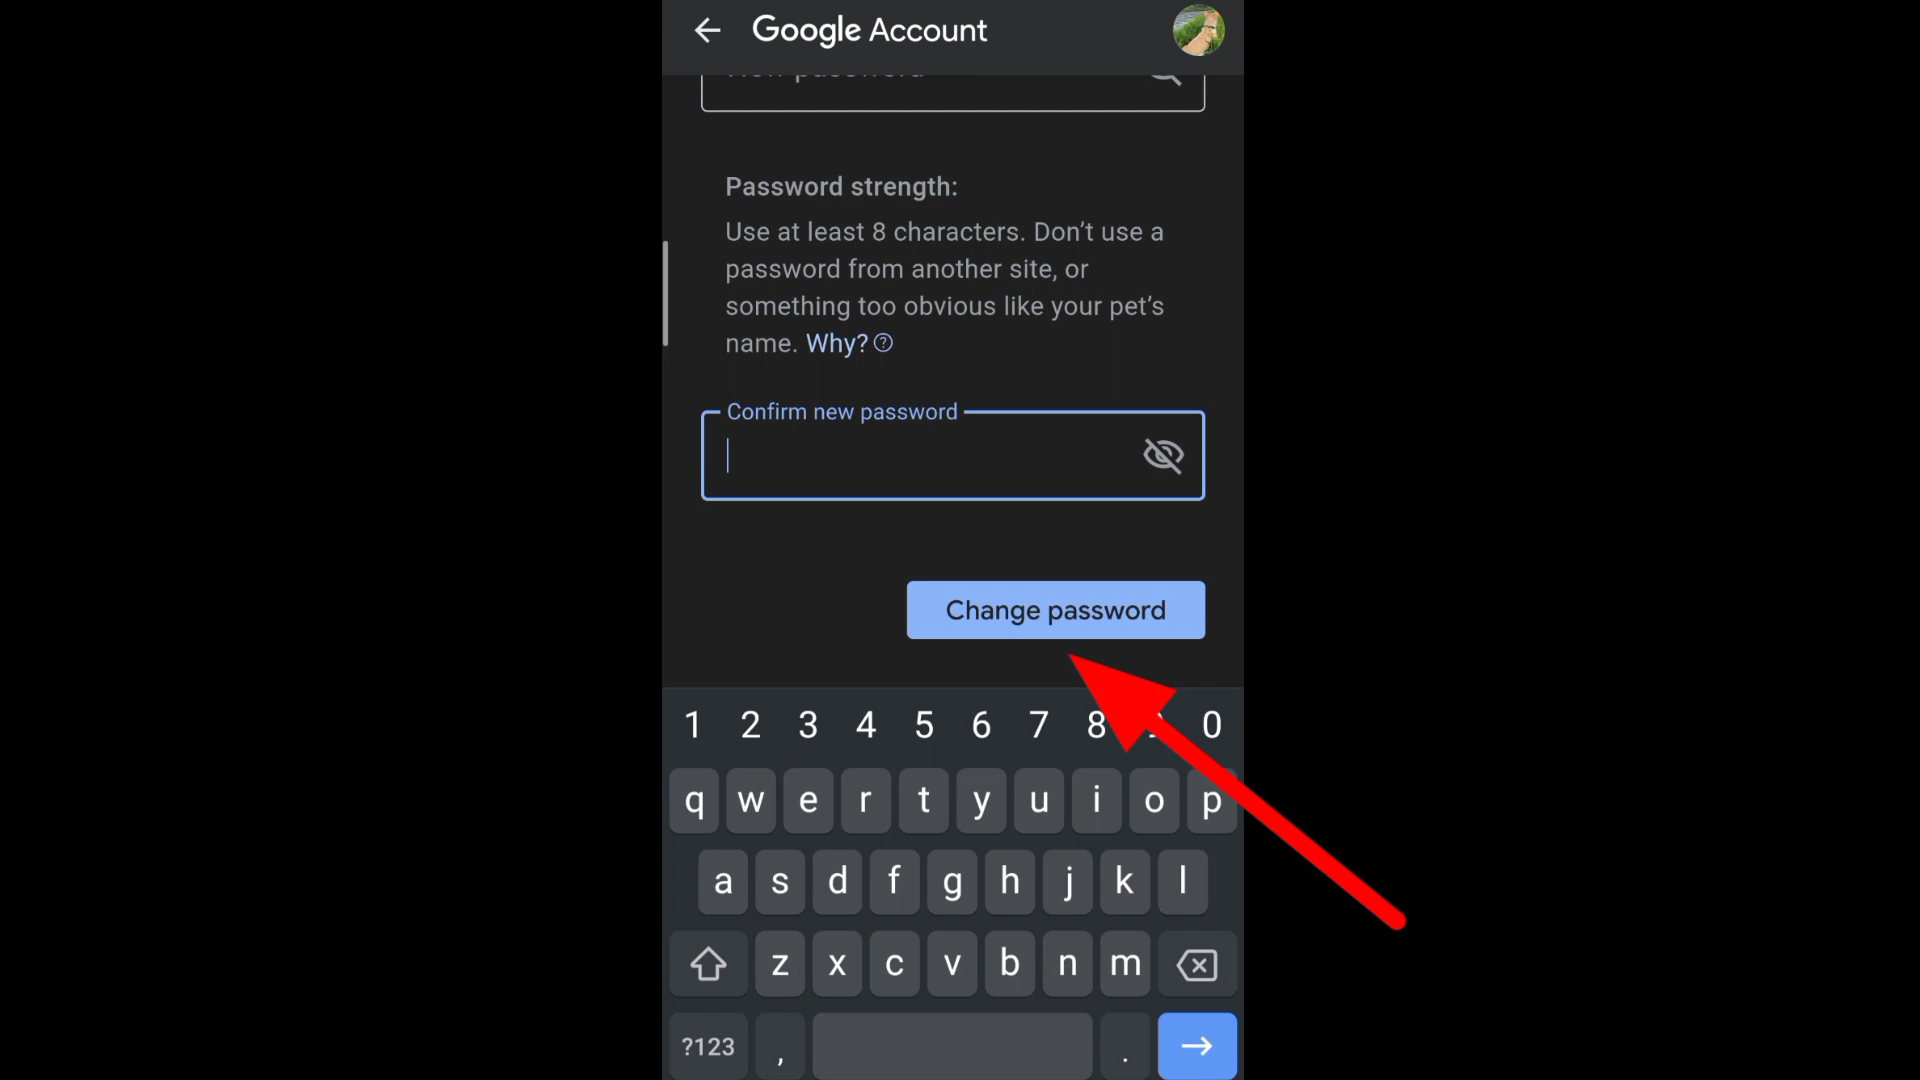 Google Account
Password strength:
Use at least 8 characters. Don’t use a
password from another site, or
something too obvious like your pet’s
name. Why?
Confirm new password
Change password
1 2 3 4 5 6 7 8 0
q w e r t y u i o p
a s d f g h j k l
z x c v b n m
?123 , .